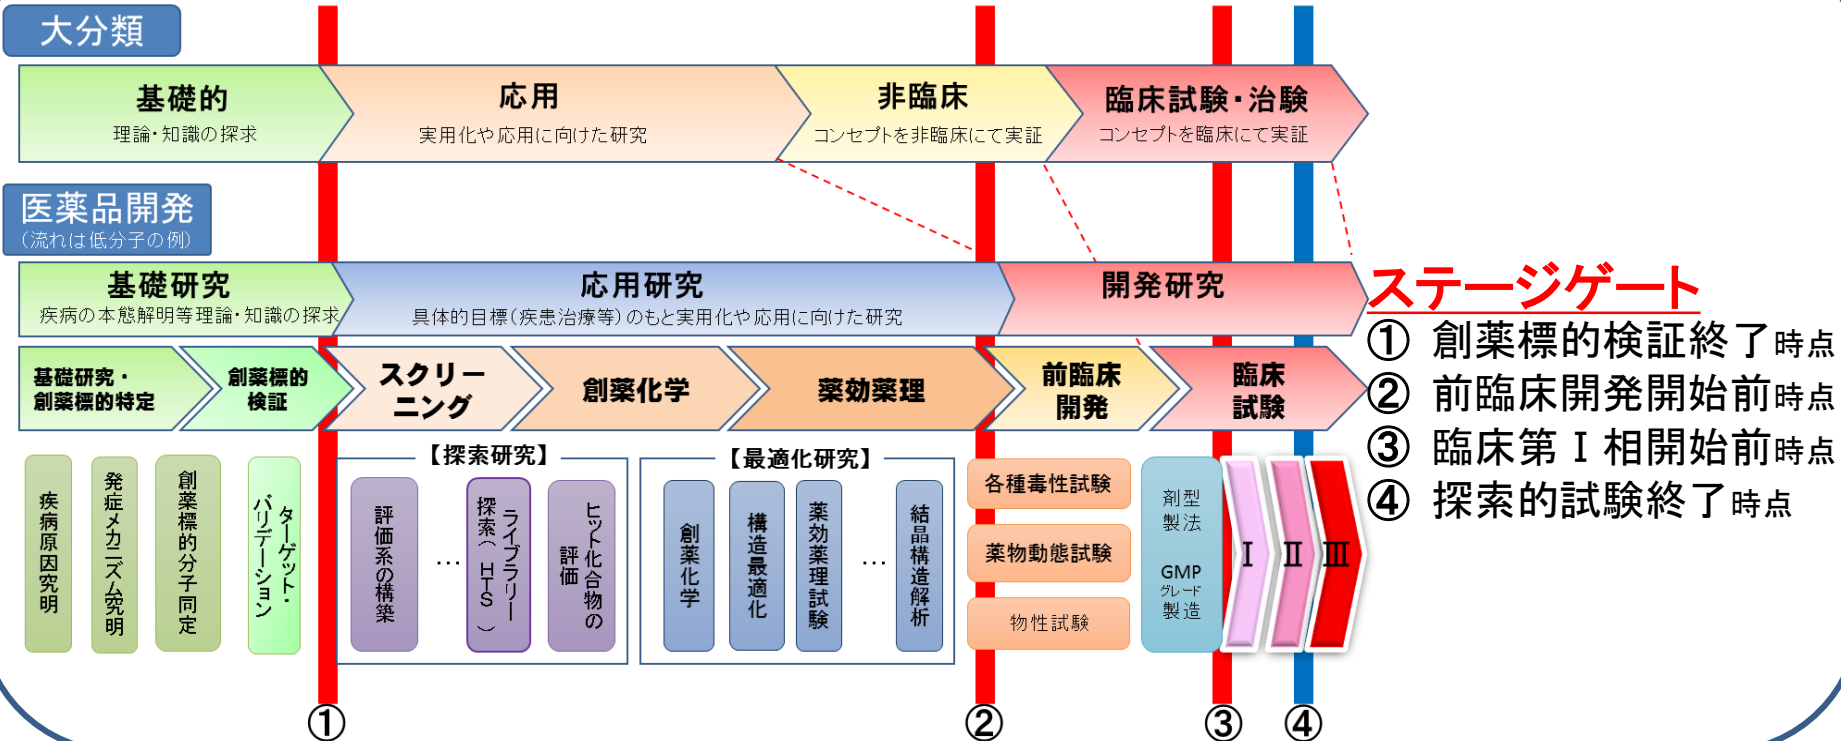 大分類
基礎的
理論・知識の探求
応用
実用化や応用に向けた研究
非臨床
コンセプトを非臨床にて実証
臨床試験・治験
コンセプトを臨床にて実証
医薬品開発
(流れは低分子の例)
基礎研究
疾病の本態解明等理論・知識の探求
応用研究
具体的目標(疾患治療等)のもと実用化や応用に向けた研究
開発研究
基礎研究・
創薬標的特定
創薬標的
検証
スクリー
ニング
創薬化学
薬効薬理
前臨床
開発
臨床
試験
ステージゲート
① 創薬標的検証終了時点
② 前臨床開発開始前時点
③ 臨床第Ⅰ相開始前時点
④ 探索的試験終了時点
疾病原因究明
発症メカニズム究明
創薬標的分子同定
ターゲット・
バリデーション
【探索研究】
評価系の構築
…
ライブラリー
探索(HTS)
ヒット化合物の
評価
【最適化研究】
創薬化学
構造最適化
薬効薬理試験
…
結晶構造解析
各種毒性試験
薬物動態試験
物性試験
剤型
製法
GMP
グレード
製造
Ⅰ
Ⅱ
Ⅲ
①
②
③
④